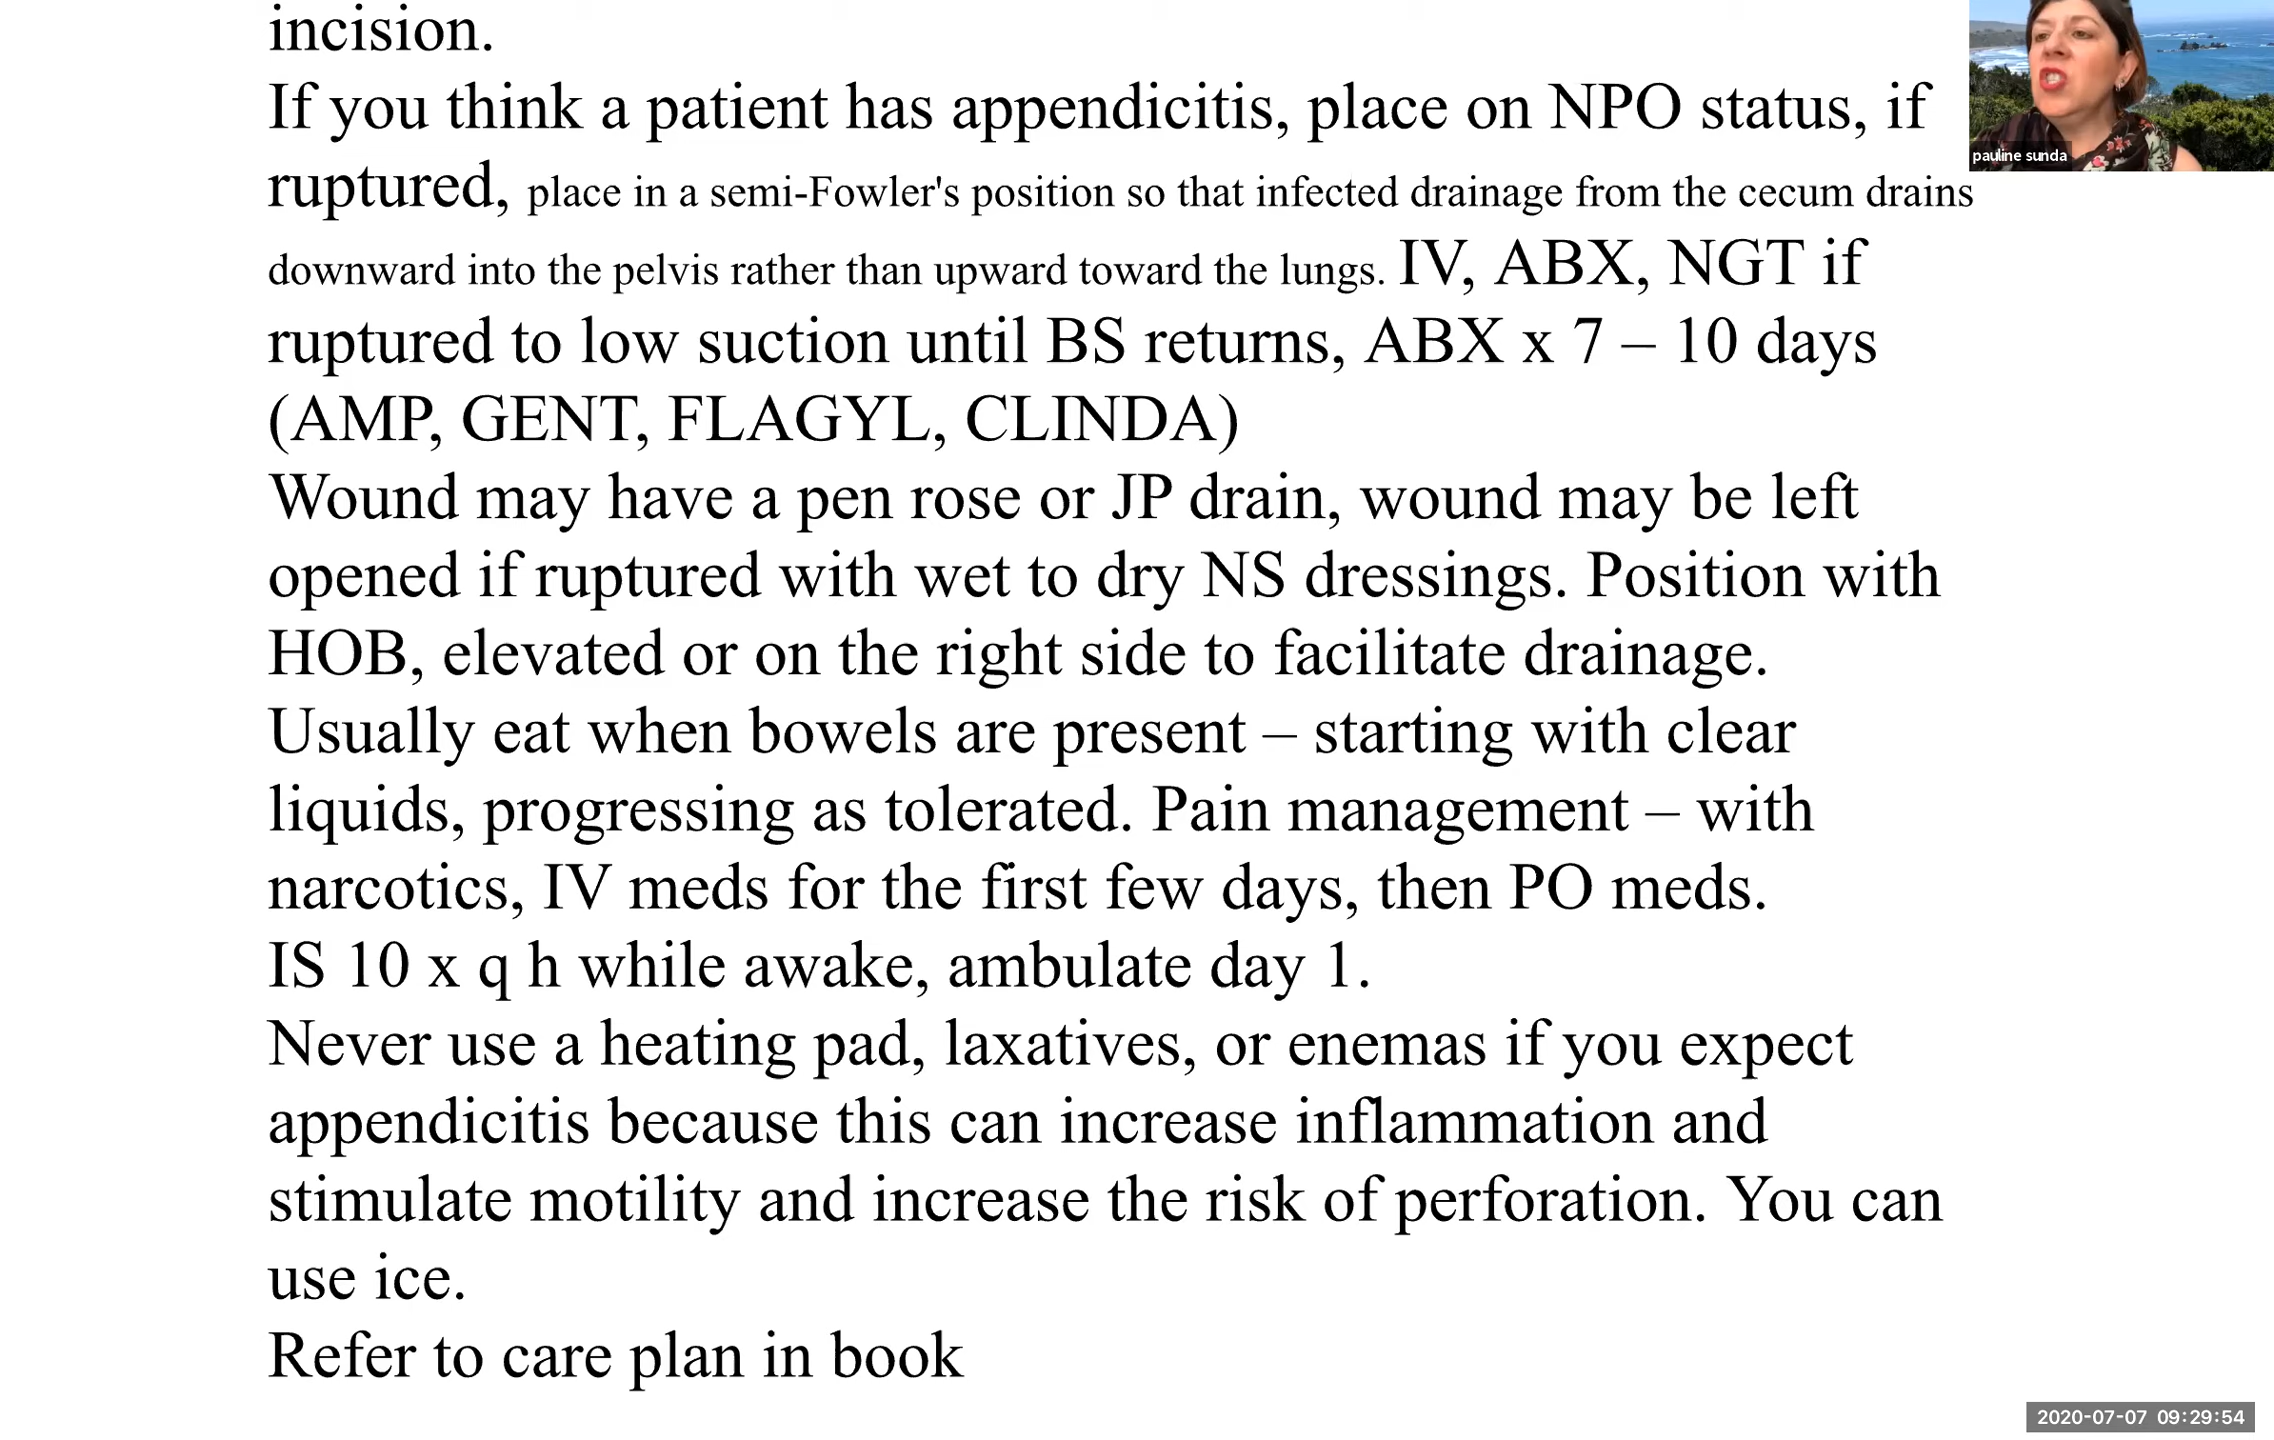 incision.
If you think a patient has appendicitis, place on NPO status, if
ruptured, place in a semi-Fowler's position so that infected drainage from the cecum drains
downward into the pelvis rather than upward toward the lungs. IV, ABX, NGT if
ruptured to low suction until BS returns, ABX x 7 – 10 days
(AMP, GENT, FLAGYL, CLINDA)
Wound may have a pen rose or JP drain, wound may be left
opened if ruptured with wet to dry NS dressings. Position with
HOB, elevated or on the right side to facilitate drainage.
Usually eat when bowels are present – starting with clear
liquids, progressing as tolerated. Pain management – with
narcotics, IV meds for the first few days, then PO meds.
IS 10 x q h while awake, ambulate day 1.
Never use a heating pad, laxatives, or enemas if you expect
appendicitis because this can increase inflammation and
stimulate motility and increase the risk of perforation. You can
use ice.
Refer to care plan in book
pauline sunda
2020-07-07 09:29:54